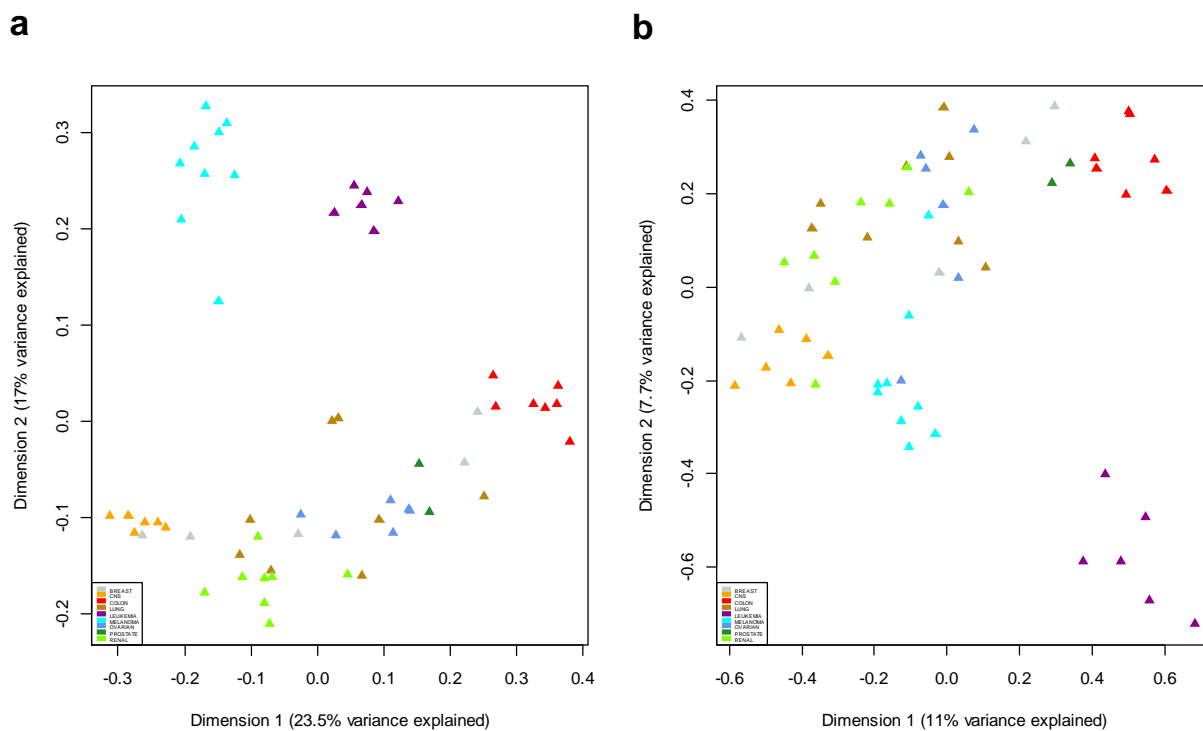 a
b
0.3
0.2
0.1
0.0
-0.1
-0.2
Dimension 2 (17% variance explained)
BREAST
CNS
COLON
LUNG
LEUKEMIA
MELANOMA
OVARIAN
PROSTATE
RENAL
-0.3 -0.2 -0.1 0.0 0.1 0.2 0.3 0.4
Dimension 1 (23.5% variance explained)
0.4
0.2
0.0
-0.2
-0.4
-0.6
Dimension 2 (7.7% variance explained)
BREAST
CNS
COLON
LUNG
LEUKEMIA
MELANOMA
OVARIAN
PROSTATE
RENAL
-0.6 -0.4 -0.2 0.0 0.2 0.4 0.6
Dimension 1 (11% variance explained)